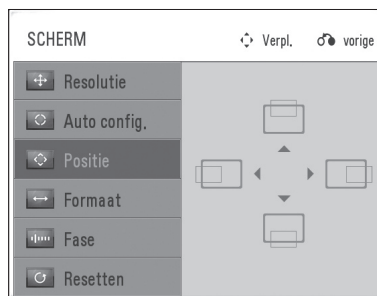 SCHERM Verpl. vorige
Resolutie
Auto config.
Positie
Formaat
Fase
Resetten